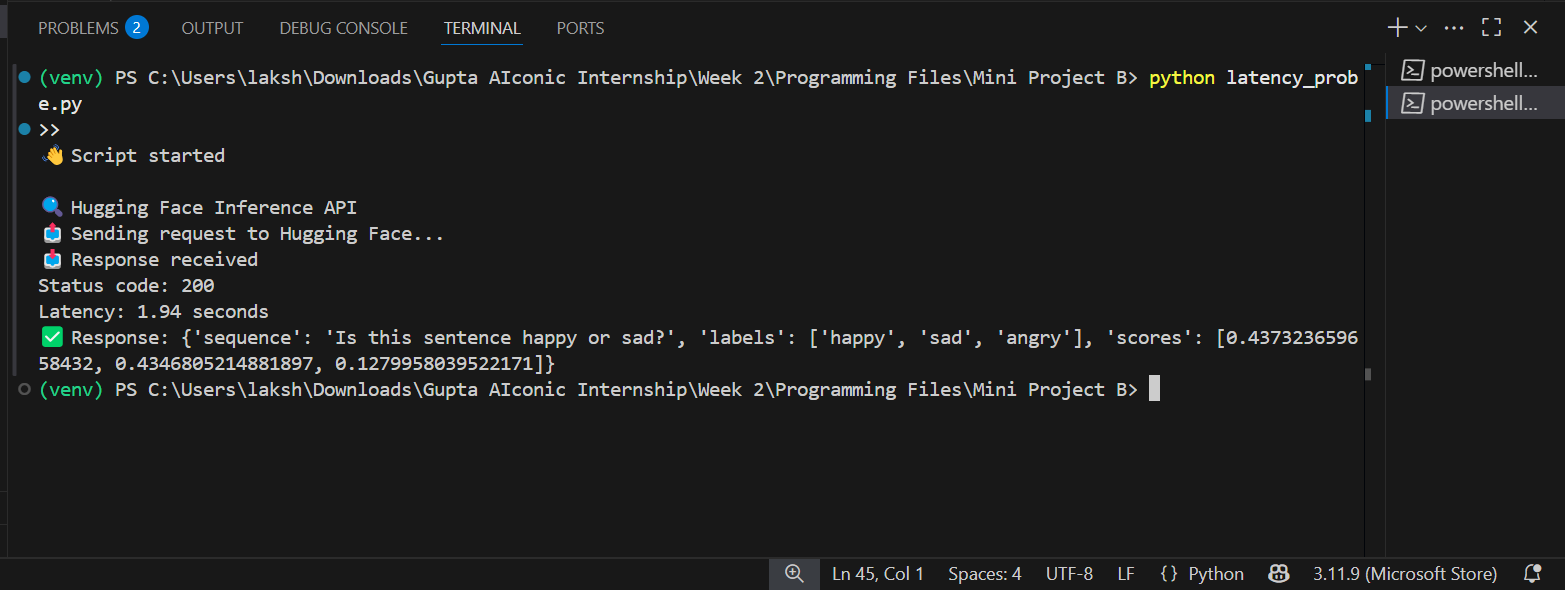 PROBLEMS 2 OUTPUT DEBUG CONSOLE TERMINAL PORTS
(venv) PS C:\Users\laksh\Downloads\Gupta AIconic Internship\Week 2\Programming Files\Mini Project B> python latency_prob
e.py
>>
👋 Script started
🔍 Hugging Face Inference API
📤 Sending request to Hugging Face...
📥 Response received
Status code: 200
Latency: 1.94 seconds
✅ Response: {'sequence': 'Is this sentence happy or sad?', 'labels': ['happy', 'sad', 'angry'], 'scores': [0.4373236596
58432, 0.4346805214881897, 0.1279958039522171]}
(venv) PS C:\Users\laksh\Downloads\Gupta AIconic Internship\Week 2\Programming Files\Mini Project B>
powershell...
powershell...
Ln 45, Col 1 Spaces: 4 UTF-8 LF {} Python 3.11.9 (Microsoft Store)